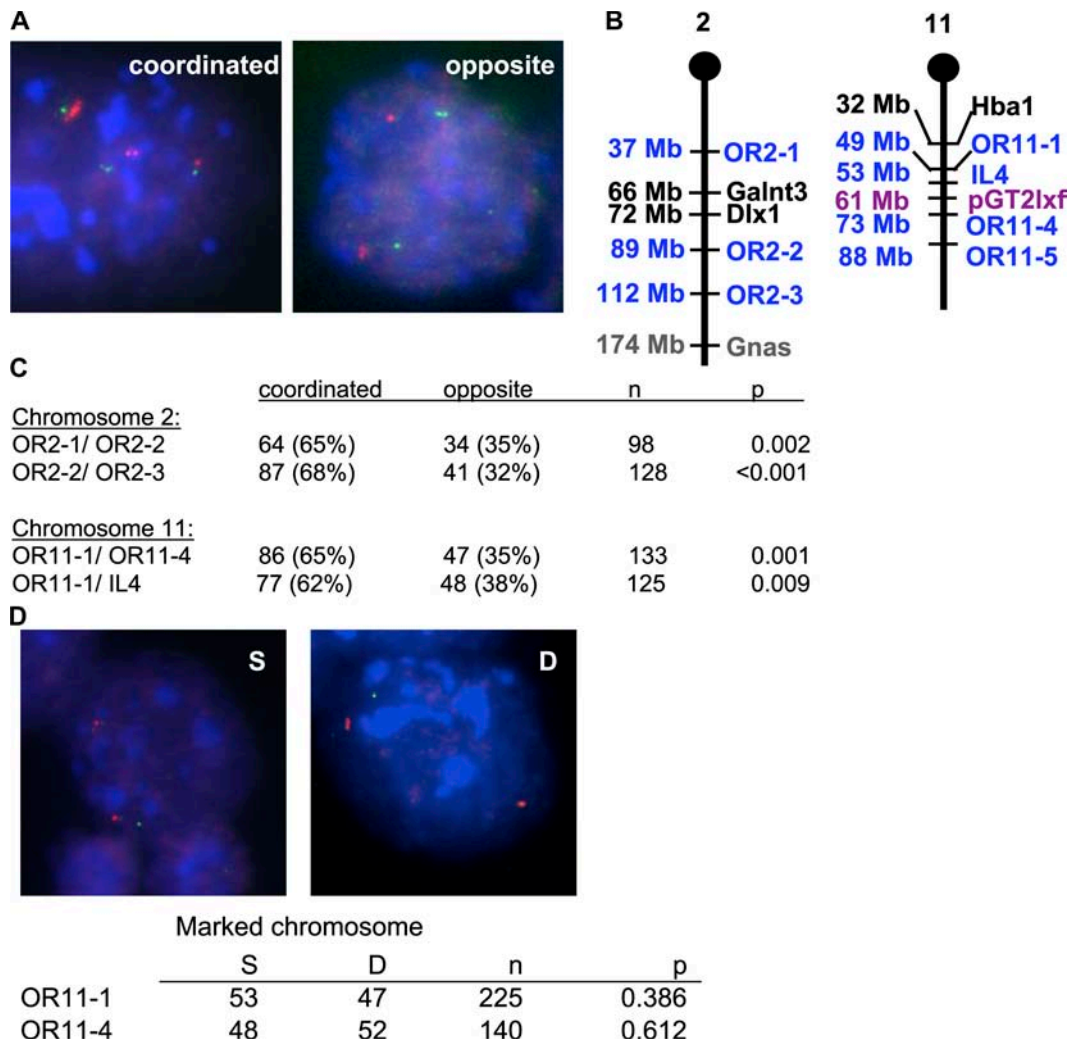 A
coordinated
opposite
B
2
37 Mb OR2-1
66 Mb Galnt3
72 Mb Dlx1
89 Mb OR2-2
112 Mb OR2-3
174 Mb Gnas
11
32 Mb Hba1
49 Mb OR11-1
53 Mb IL4
61 Mb pGT2lxf
73 Mb OR11-4
88 Mb OR11-5
C
coordinated opposite n p
Chromosome 2:
OR2-1/ OR2-2 64 (65%) 34 (35%) 98 0.002
OR2-2/ OR2-3 87 (68%) 41 (32%) 128 <0.001
Chromosome 11:
OR11-1/ OR11-4 86 (65%) 47 (35%) 133 0.001
OR11-1/ IL4 77 (62%) 48 (38%) 125 0.009
D
S
D
Marked chromosome
S D n p
OR11-1 53 47 225 0.386
OR11-4 48 52 140 0.612